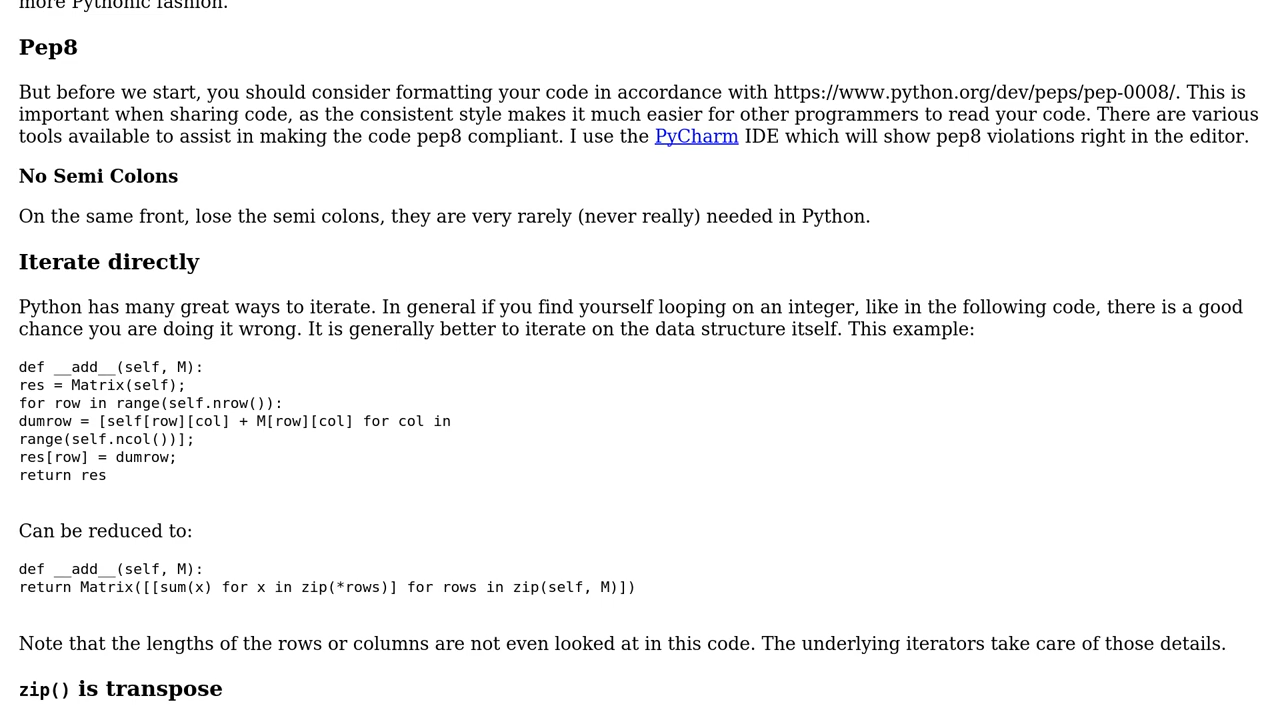 more Pythonic fashion.
Pep8
But before we start, you should consider formatting your code in accordance with https://www.python.org/dev/peps/pep-0008/. This is
important when sharing code, as the consistent style makes it much easier for other programmers to read your code. There are various
tools available to assist in making the code pep8 compliant. I use the PyCharm IDE which will show pep8 violations right in the editor.
No Semi Colons
On the same front, lose the semi colons, they are very rarely (never really) needed in Python.
Iterate directly
Python has many great ways to iterate. In general if you find yourself looping on an integer, like in the following code, there is a good
chance you are doing it wrong. It is generally better to iterate on the data structure itself. This example:
def __add__(self, M):
res = Matrix(self);
for row in range(self.nrow()):
dumrow = [self[row][col] + M[row][col] for col in
range(self.ncol())];
res[row] = dumrow;
return res
Can be reduced to:
def __add__(self, M):
return Matrix([[sum(x) for x in zip(*rows)] for rows in zip(self, M)])
Note that the lengths of the rows or columns are not even looked at in this code. The underlying iterators take care of those details.
zip() is transpose